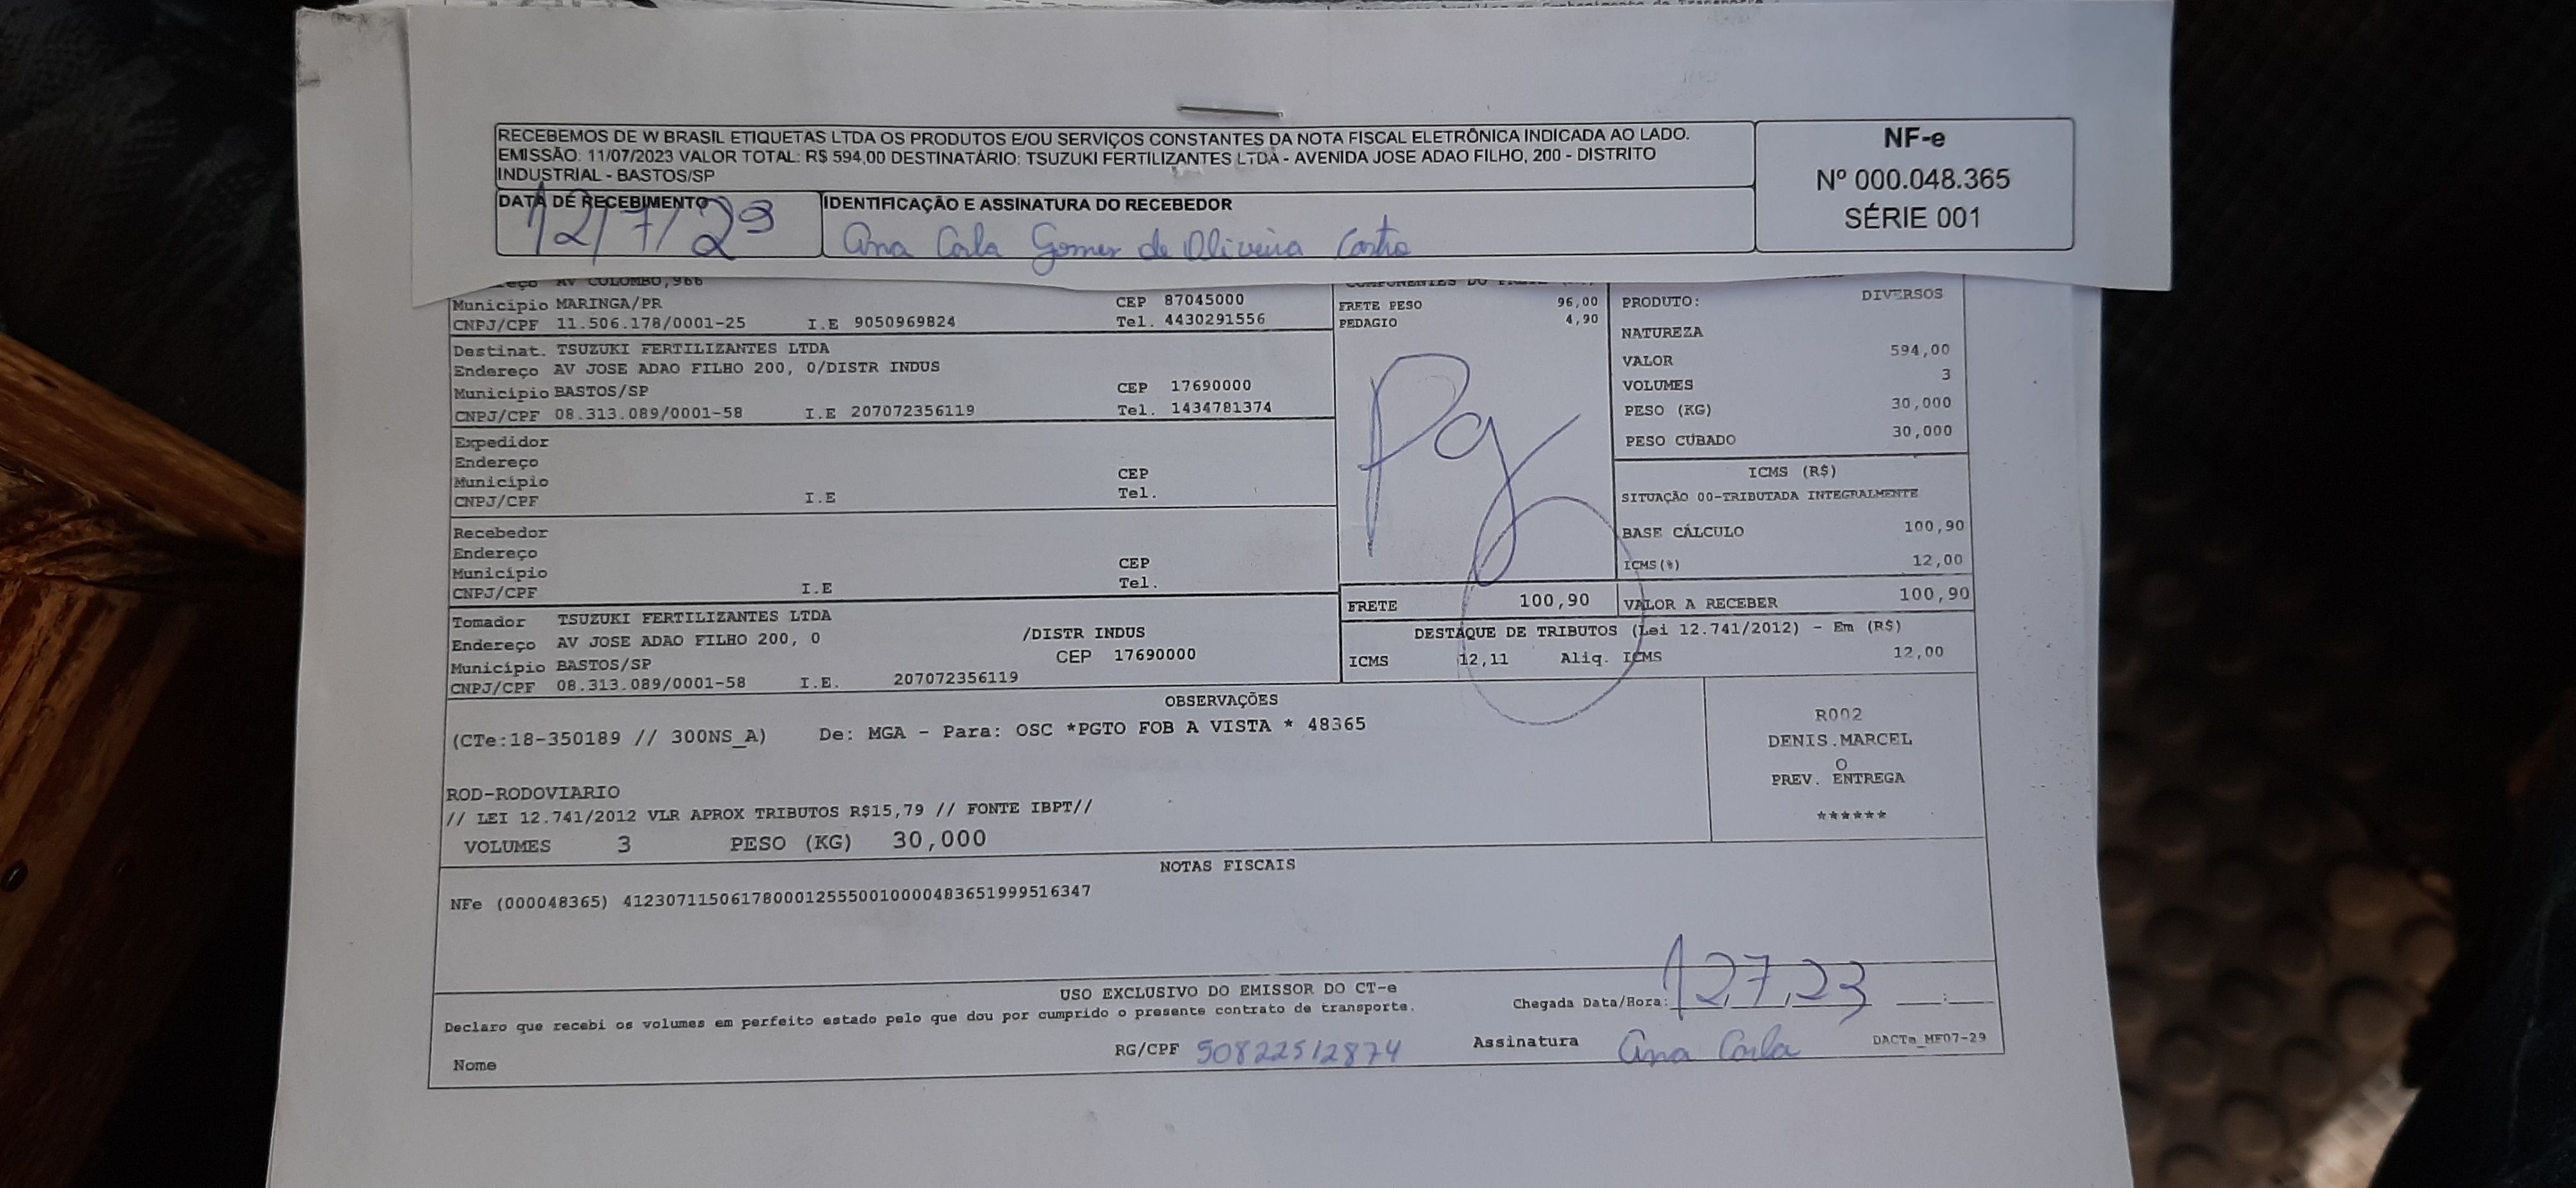 RECEBEMOS DE W BRASIL ETIQUETAS LTDA OS PRODUTOS E/OU SERVIÇOS CONSTANTES DA NOTA FISCAL ELETRÔNICA INDICADA AO LADO.
EMISSÃO: 11/07/2023 VALOR TOTAL: R$ 594,00 DESTINATÁRIO: TSUZUKI FERTILIZANTES LTDA - AVENIDA JOSE ADAO FILHO, 200 - DISTRITO
INDUSTRIAL - BASTOS/SP
NF-e
Nº 000.048.365
SÉRIE 001
DATA DE RECEBIMENTO
12/7/23
IDENTIFICAÇÃO E ASSINATURA DO RECEBEDOR
Ana Carla Gomes de Oliveira Castro
AV COLOMBO,966
Município MARINGA/PR CEP 87045000
CNPJ/CPF 11.506.178/0001-25 I.E 9050969824 Tel. 4430291556
Destinat. TSUZUKI FERTILIZANTES LTDA
Endereço AV JOSE ADAO FILHO 200, 0/DISTR INDUS
Município BASTOS/SP CEP 17690000
CNPJ/CPF 08.313.089/0001-58 I.E 207072356119 Tel. 1434781374
Expedidor
Endereço
Município CEP
CNPJ/CPF I.E Tel.
Recebedor
Endereço
Município CEP
CNPJ/CPF I.E Tel.
Tomador TSUZUKI FERTILIZANTES LTDA
Endereço AV JOSE ADAO FILHO 200, 0 /DISTR INDUS
Município BASTOS/SP CEP 17690000
CNPJ/CPF 08.313.089/0001-58 I.E. 207072356119
FRETE PESO 96,00
PEDAGIO 4,90
Pg
FRETE 100,90
PRODUTO: DIVERSOS
NATUREZA
VALOR 594,00
VOLUMES 3
PESO (KG) 30,000
PESO CUBADO 30,000
ICMS (R$)
SITUAÇÃO 00-TRIBUTADA INTEGRALMENTE
BASE CÁLCULO 100,90
ICMS(%) 12,00
VALOR A RECEBER 100,90
DESTAQUE DE TRIBUTOS (Lei 12.741/2012) - Em (R$)
ICMS 12,11 Aliq. ICMS 12,00
OBSERVAÇÕES
(CTe:18-350189 // 300NS_A) De: MGA - Para: OSC *PGTO FOB A VISTA * 48365
ROD-RODOVIARIO
// LEI 12.741/2012 VLR APROX TRIBUTOS R$15,79 // FONTE IBPT//
VOLUMES 3 PESO (KG) 30,000
R002
DENIS.MARCEL
O
PREV. ENTREGA
******
NOTAS FISCAIS
NFe (000048365) 41230711506178000125550010000483651999516347
USO EXCLUSIVO DO EMISSOR DO CT-e
Declaro que recebi os volumes em perfeito estado pelo que dou por cumprido o presente contrato de transporte.
Chegada Data/Hora: 12,7,23 ___:___
Nome RG/CPF 50822512874 Assinatura Ana Carla DACTe_MF07-29